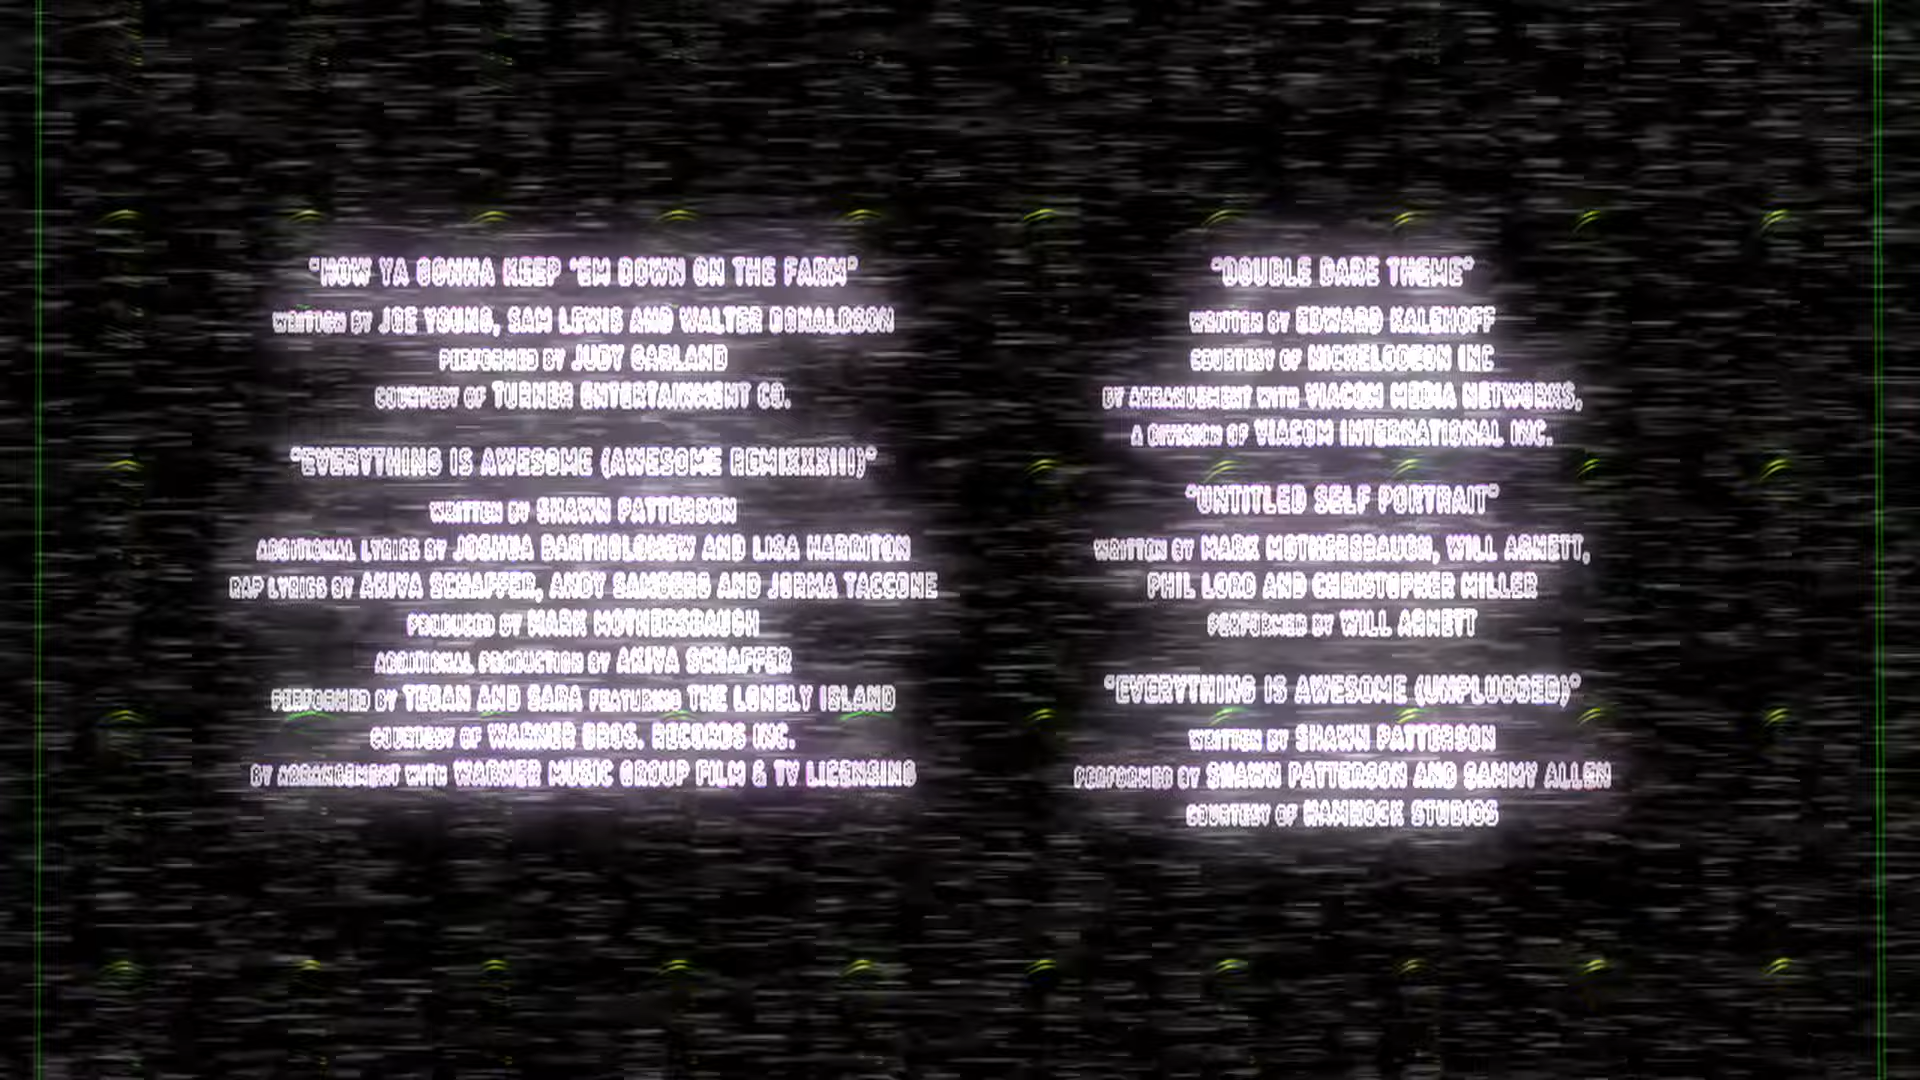 "HOW YA GONNA KEEP 'EM DOWN ON THE FARM"
WRITTEN BY JOE YOUNG, SAM LEWIS AND WALTER DONALDSON
PERFORMED BY JUDY GARLAND
COURTESY OF TURNER ENTERTAINMENT CO.
"EVERYTHING IS AWESOME (AWESOME REMIXXX!!!)"
WRITTEN BY SHAWN PATTERSON
ADDITIONAL LYRICS BY JOSHUA BARTHOLOMEW AND LISA HARRITON
RAP LYRICS BY AKIVA SCHAFFER, ANDY SAMBERG AND JORMA TACCONE
PRODUCED BY MARK MOTHERSBAUGH
ADDITIONAL PRODUCTION BY AKIVA SCHAFFER
PERFORMED BY TEGAN AND SARA FEATURING THE LONELY ISLAND
COURTESY OF WARNER BROS. RECORDS INC.
BY ARRANGEMENT WITH WARNER MUSIC GROUP FILM & TV LICENSING
"DOUBLE DARE THEME"
WRITTEN BY EDWARD KALEHOFF
COURTESY OF NICKELODEON INC
BY ARRANGEMENT WITH VIACOM MEDIA NETWORKS,
A DIVISION OF VIACOM INTERNATIONAL INC.
"UNTITLED SELF PORTRAIT"
WRITTEN BY MARK MOTHERSBAUGH, WILL ARNETT,
PHIL LORD AND CHRISTOPHER MILLER
PERFORMED BY WILL ARNETT
"EVERYTHING IS AWESOME (UNPLUGGED)"
WRITTEN BY SHAWN PATTERSON
PERFORMED BY SHAWN PATTERSON AND SAMMY ALLEN
COURTESY OF HAMROCK STUDIOS